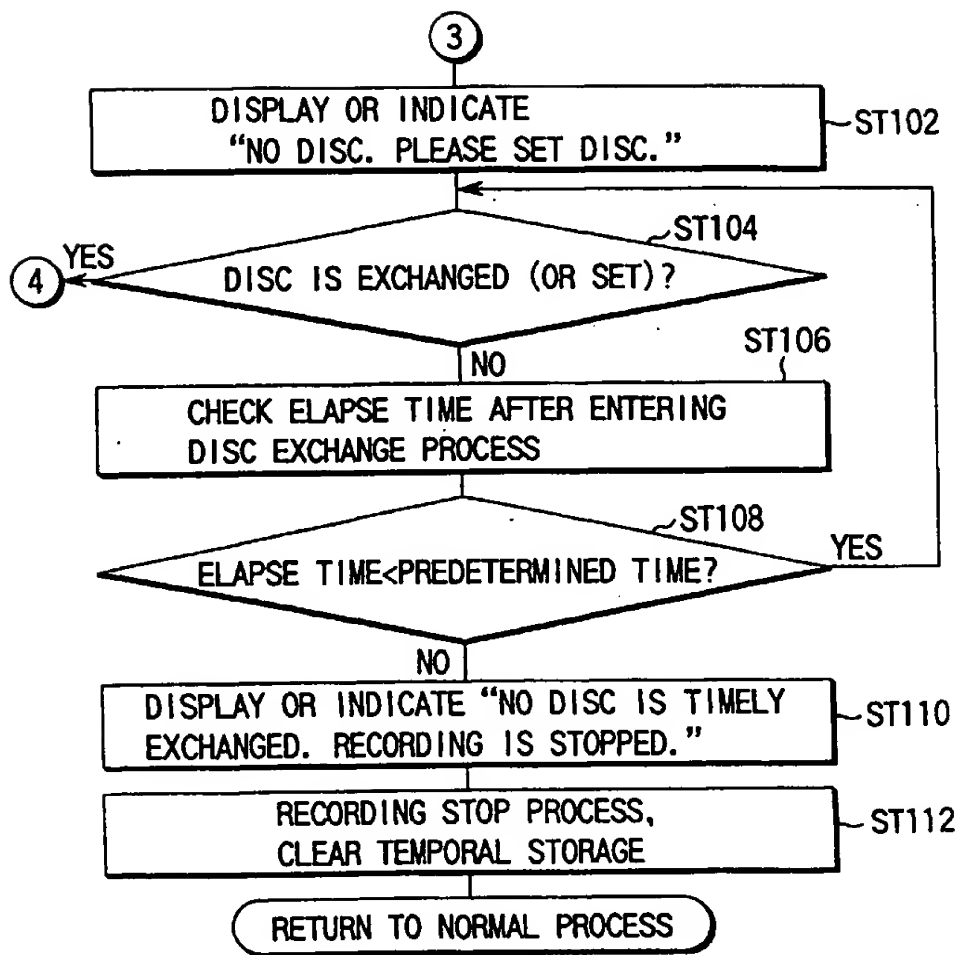 3
DISPLAY OR INDICATE
"NO DISC. PLEASE SET DISC."
ST102
ST104
YES
4
DISC IS EXCHANGED (OR SET)?
NO
ST106
CHECK ELAPSE TIME AFTER ENTERING
DISC EXCHANGE PROCESS
ST108
YES
ELAPSE TIME<PREDETERMINED TIME?
NO
DISPLAY OR INDICATE "NO DISC IS TIMELY
EXCHANGED. RECORDING IS STOPPED."
ST110
RECORDING STOP PROCESS,
CLEAR TEMPORAL STORAGE
ST112
RETURN TO NORMAL PROCESS